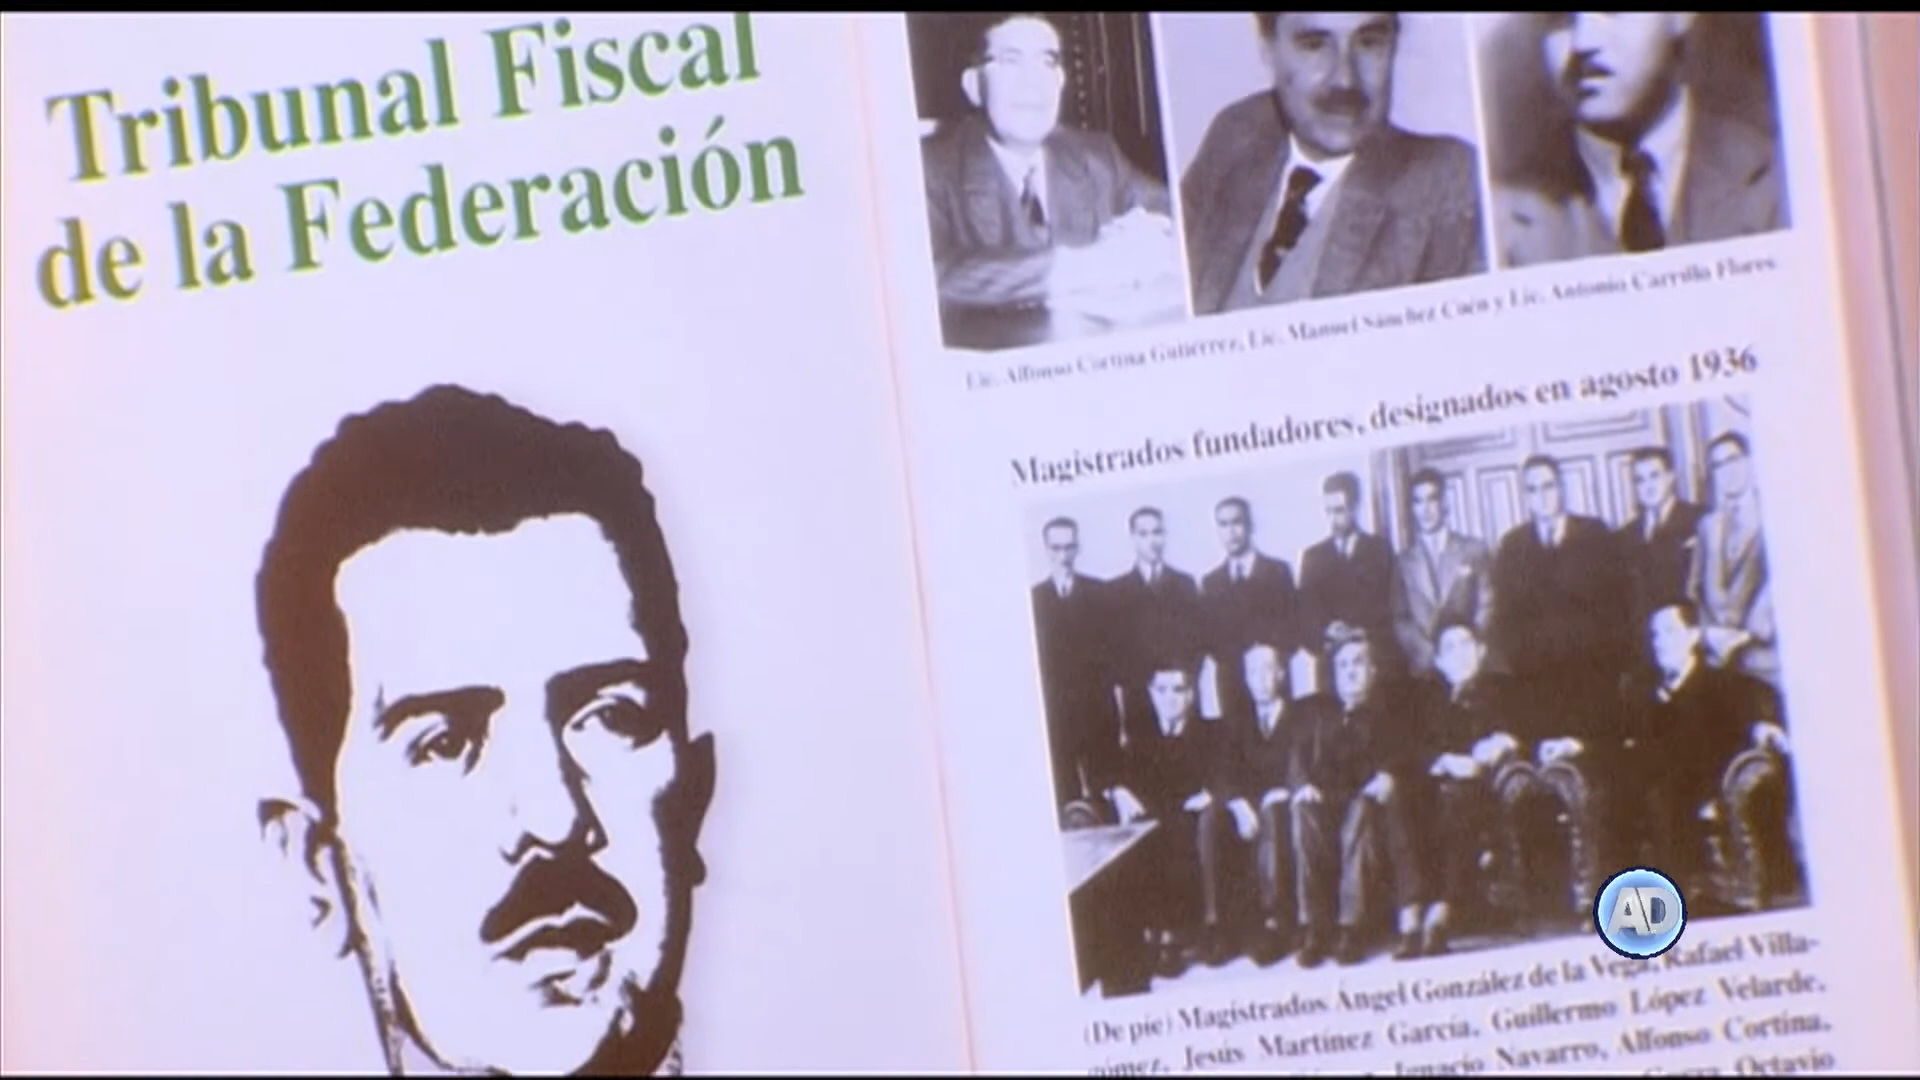 Tribunal Fiscal
de la Federación
Lic. Alfonso Cortina Gutiérrez, Lic. Manuel Sánchez Cuén y Lic. Antonio Carrillo Flores
Magistrados fundadores, designados en agosto 1936
AD
(De pie) Magistrados Ángel González de la Vega, Rafael Villa-
Jesús Martínez García, Guillermo López Velarde,
Ignacio Navarro, Alfonso Cortina,
Octavio